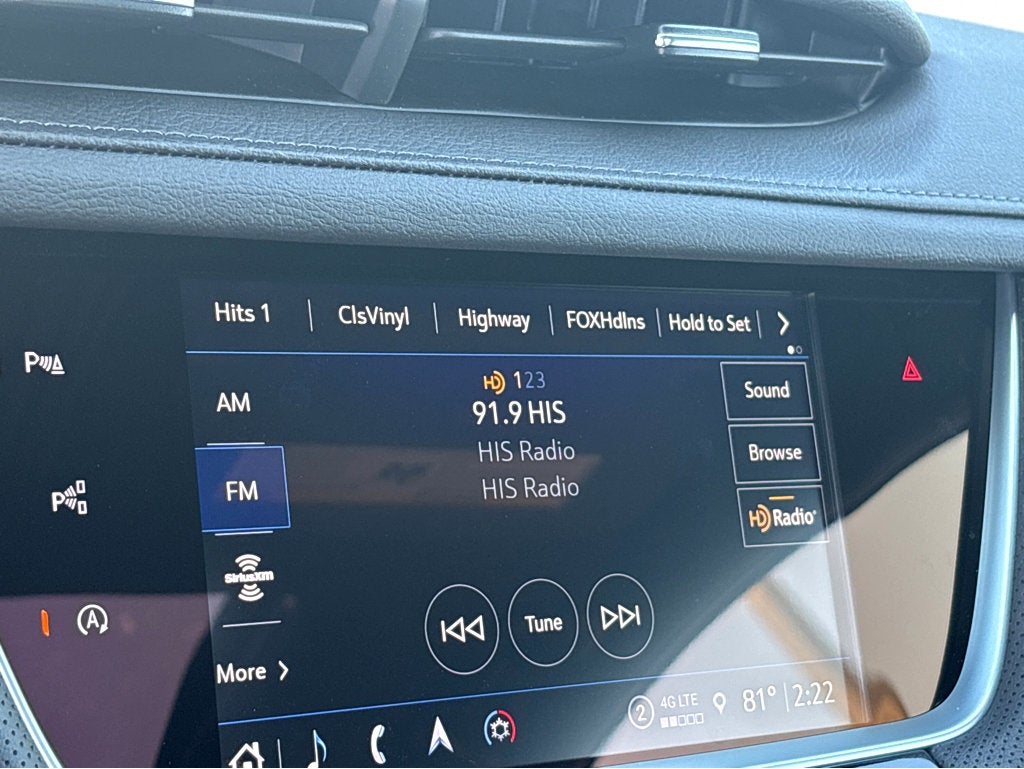 Hits 1 | ClsVinyl | Highway | FOXHdlns | Hold to Set
HD 123
91.9 HIS
HIS Radio
HIS Radio
AM
FM
SiriusXM
More
Sound
Browse
HD Radio
Tune
2 4G LTE 81° | 2:22
P
P
A